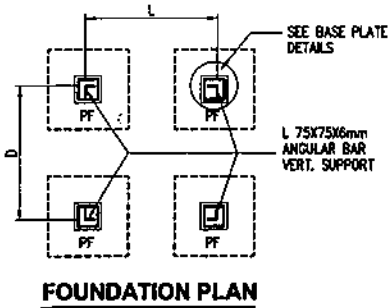 L
SEE BASE PLATE
DETAILS
PF
PF
D
L 75X75X6mm
ANGULAR BAR
VERT. SUPPORT
PF
PF
FOUNDATION PLAN